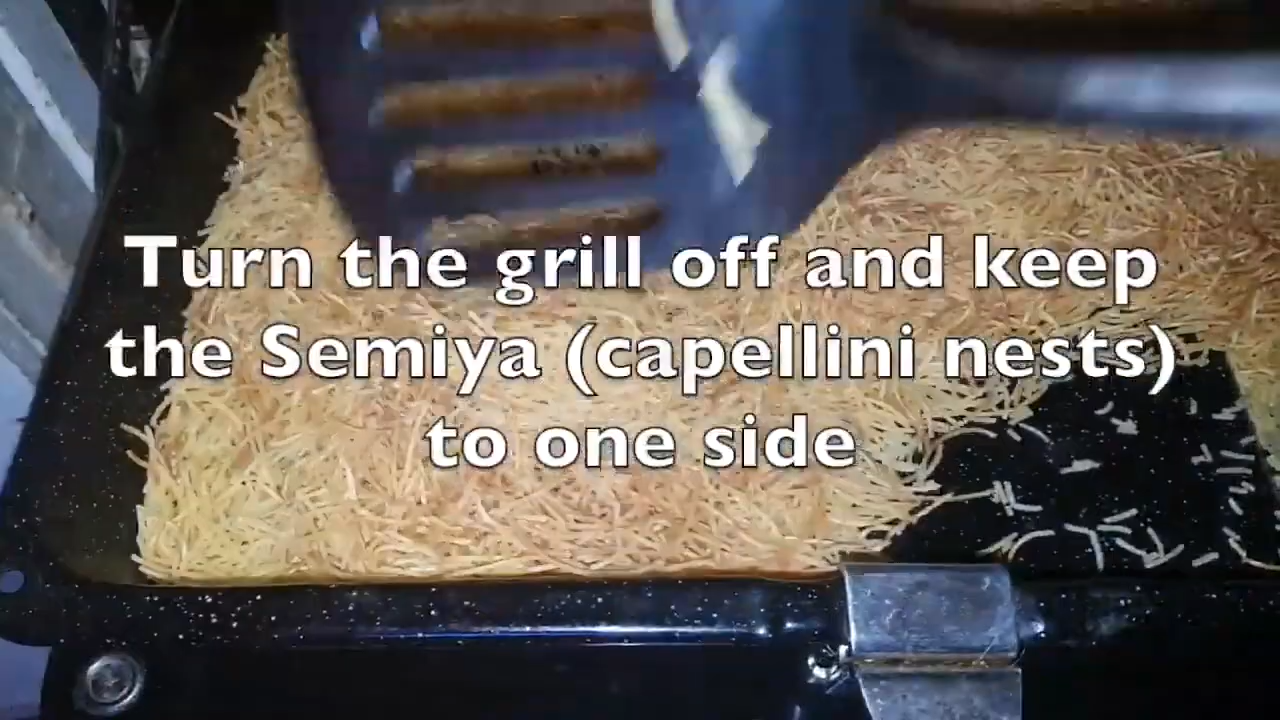 Turn the grill off and keep
the Semiya (capellini nests)
to one side